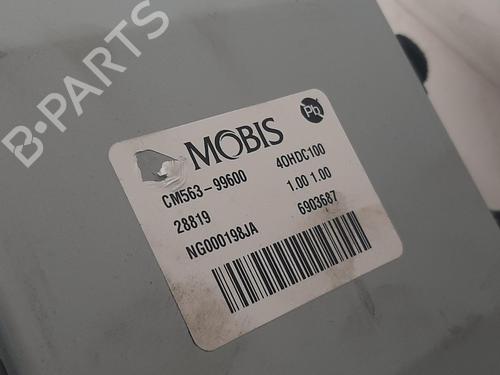 B-PARTS
MOBIS
Pb
CM563-99600 40HDC100
28819 1.00 1.00
NG000198JA 6903687